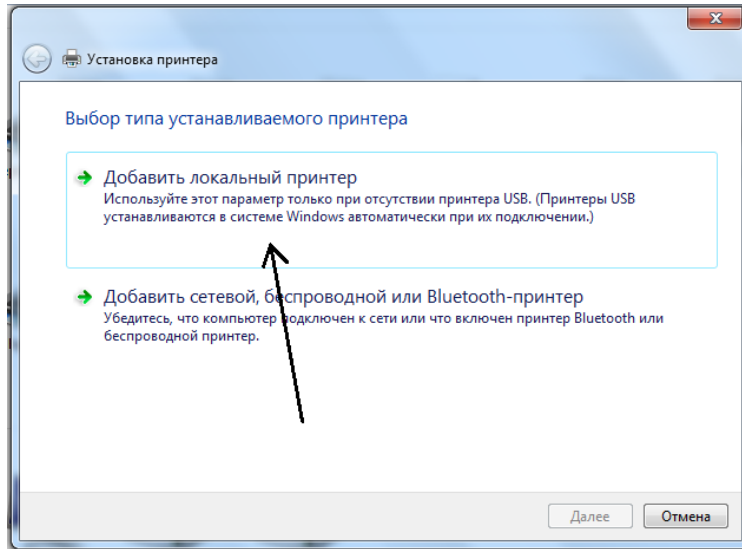 Установка принтера
Выбор типа устанавливаемого принтера
Добавить локальный принтер
Используйте этот параметр только при отсутствии принтера USB. (Принтеры USB
устанавливаются в системе Windows автоматически при их подключении.)
Добавить сетевой, беспроводной или Bluetooth-принтер
Убедитесь, что компьютер подключен к сети или что включен принтер Bluetooth или
беспроводной принтер.
Далее
Отмена